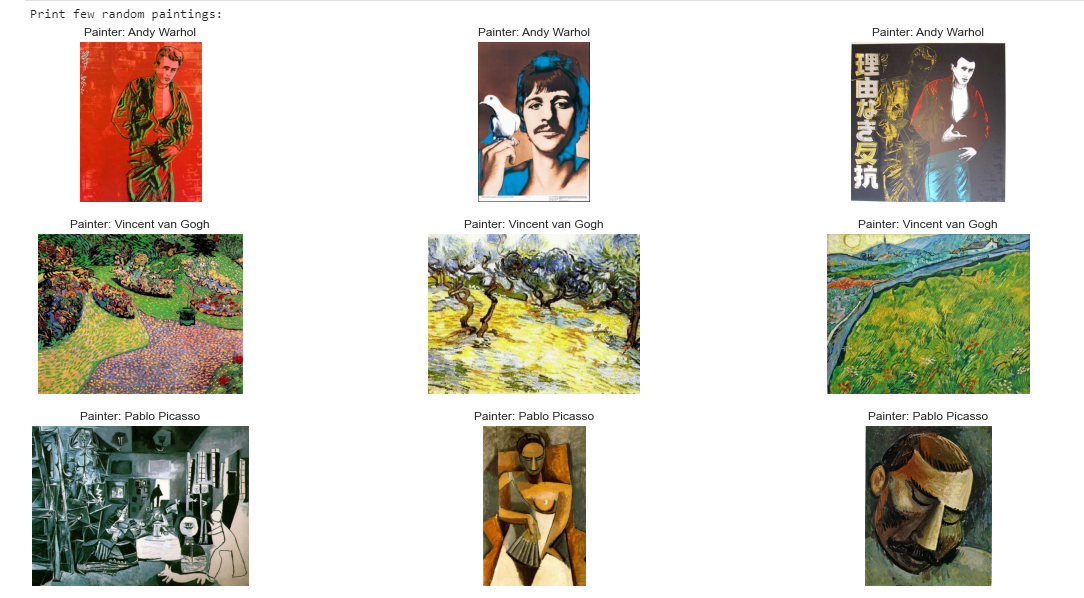 Print few random paintings:
Painter: Andy Warhol
Painter: Andy Warhol
Painter: Andy Warhol
理由なき反抗
Painter: Vincent van Gogh
Painter: Vincent van Gogh
Painter: Vincent van Gogh
Painter: Pablo Picasso
Painter: Pablo Picasso
Painter: Pablo Picasso